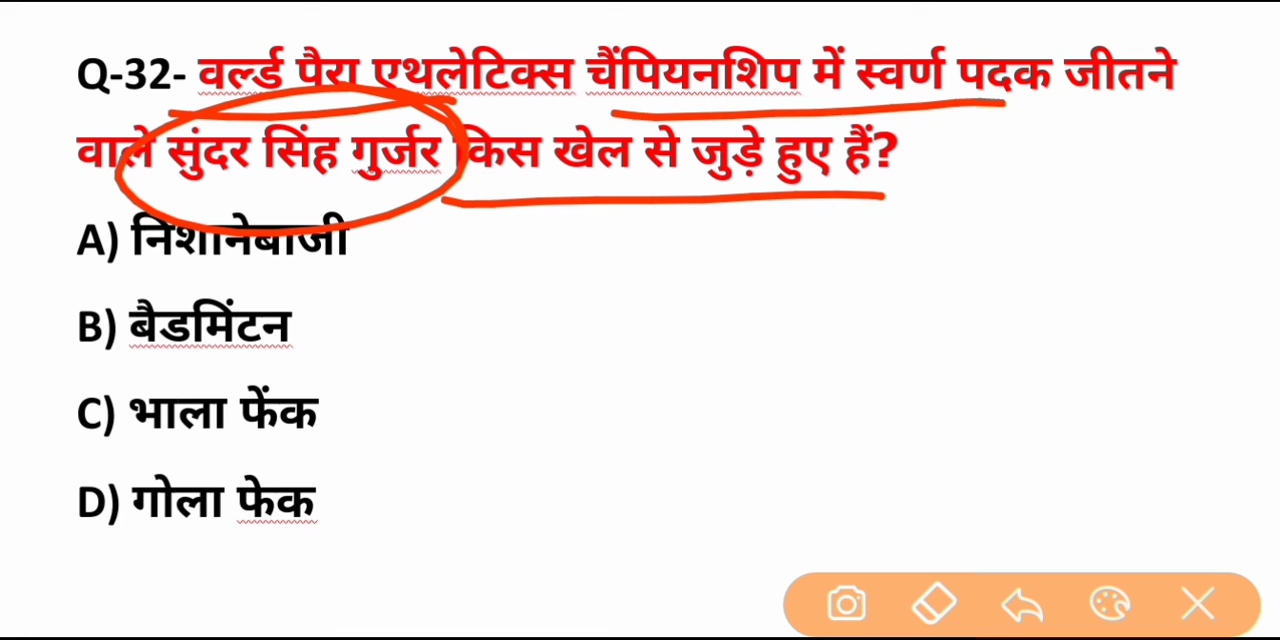 Q-32- वर्ल्ड पैरा एथलेटिक्स चैंपियनशिप में स्वर्ण पदक जीतने
वाले सुंदर सिंह गुर्जर किस खेल से जुड़े हुए हैं?
A) निशानेबाजी
B) बैडमिंटन
C) भाला फेंक
D) गोला फेक